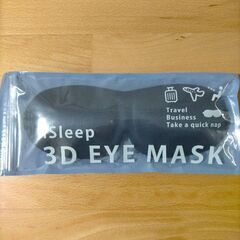 Travel
Business
Take a quick nap
iSleep
3D EYE MASK